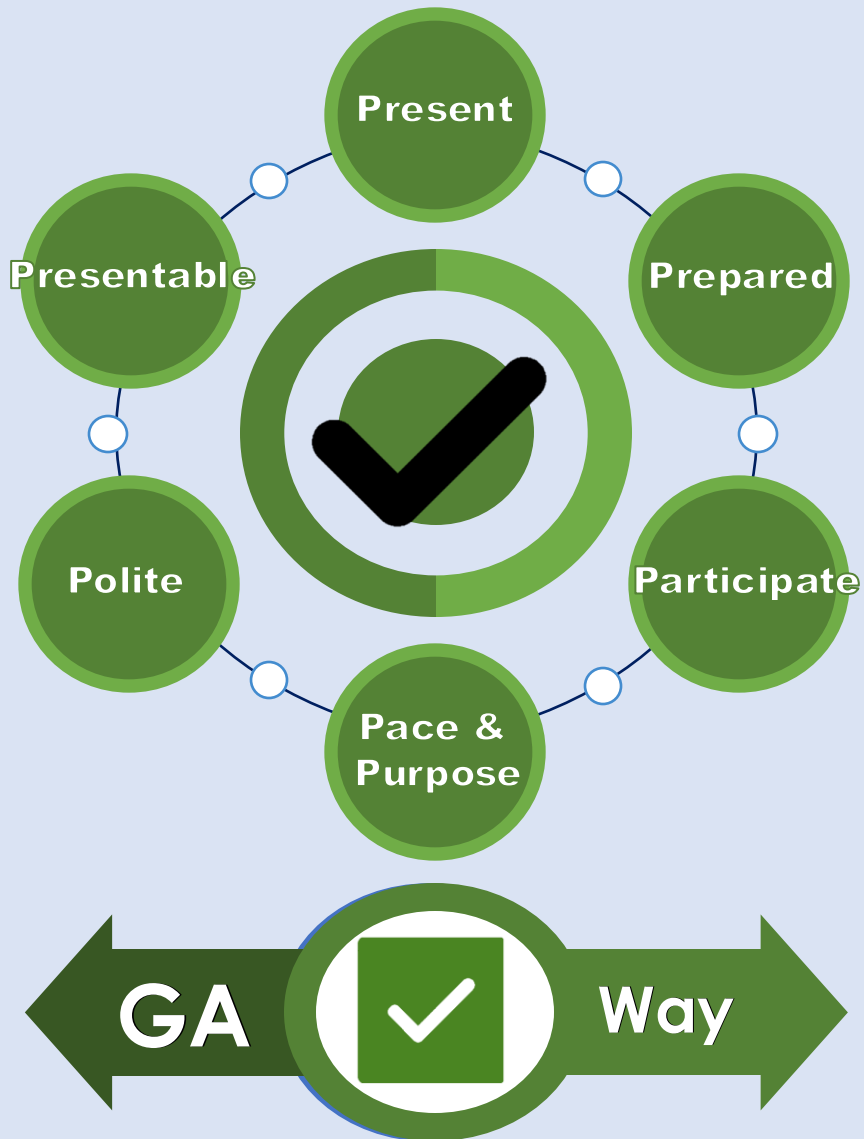 Present
Prepared
Participate
Pace &
Purpose
Polite
Presentable
GA
Way